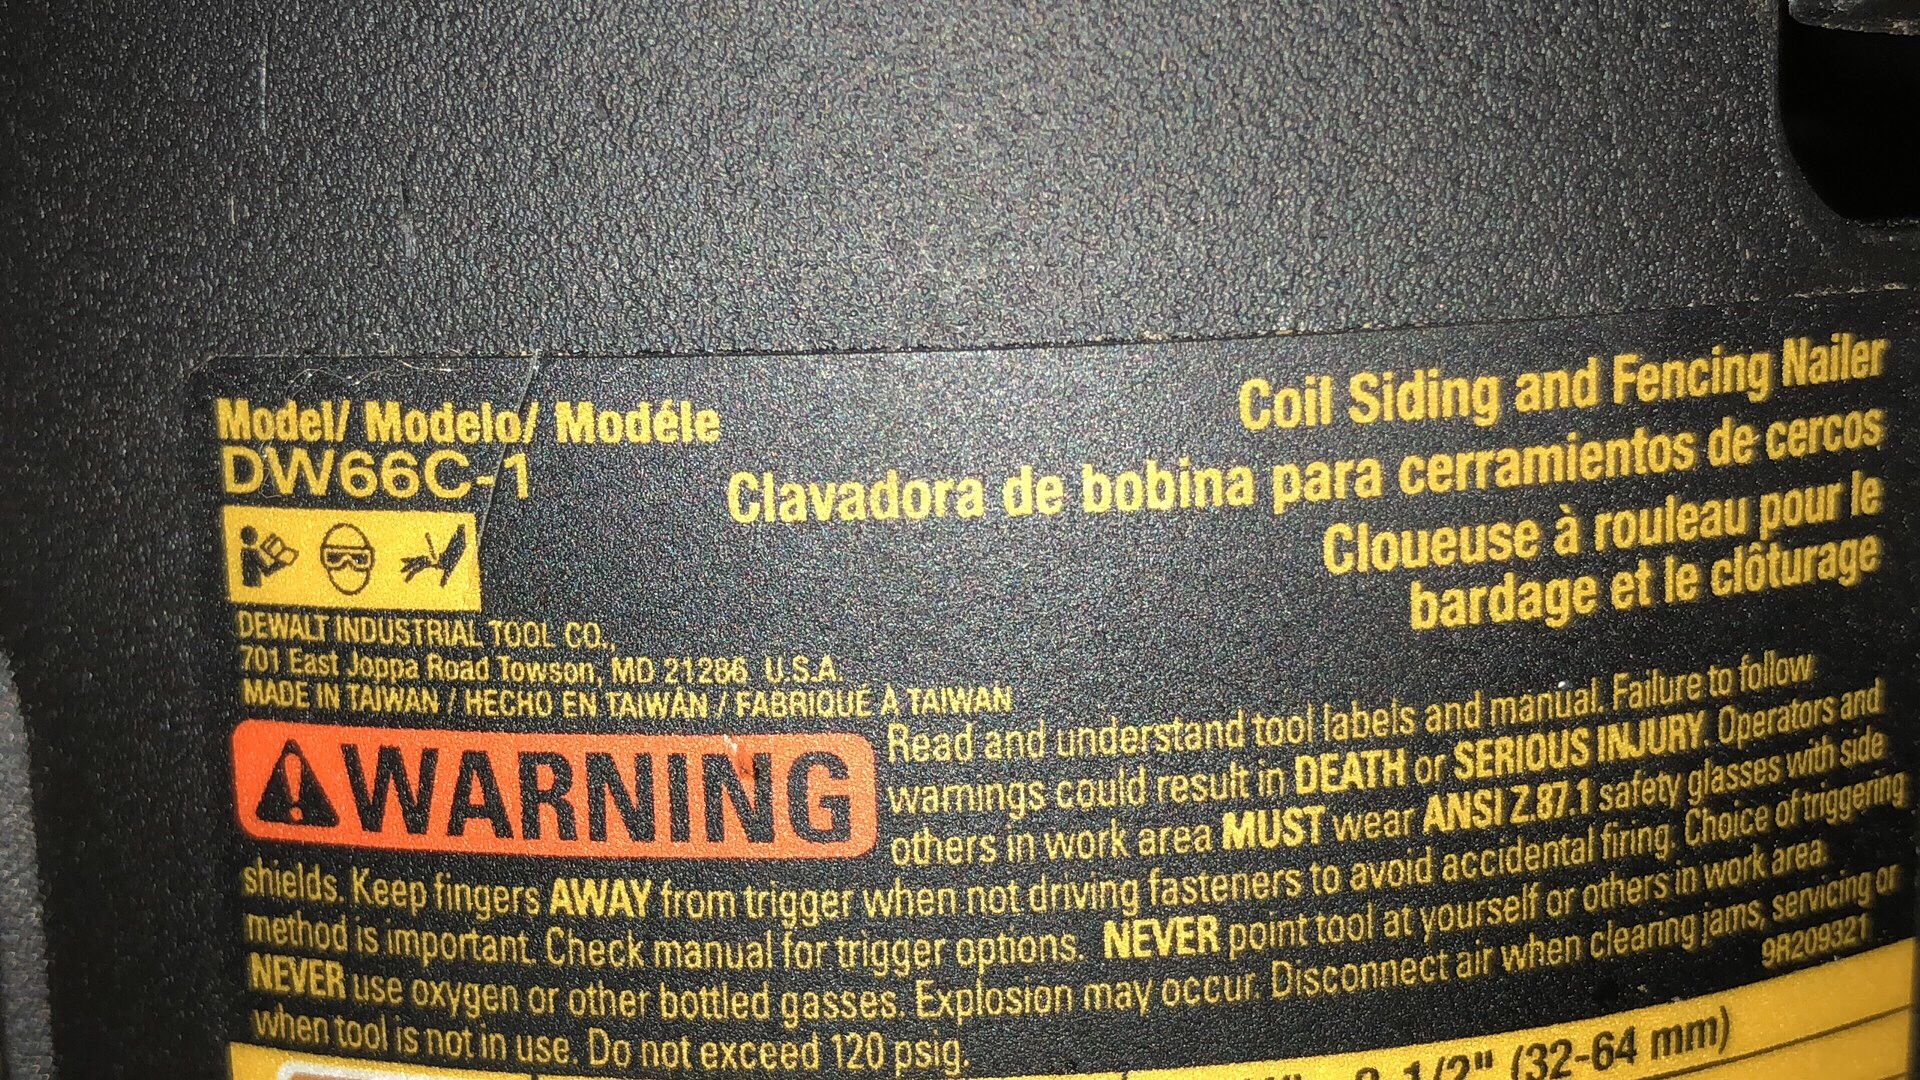 Model/ Modelo/ Modéle
DW66C-1
Coil Siding and Fencing Nailer
Clavadora de bobina para cerramientos de cercos
Cloueuse à rouleau pour le
bardage et le clôturage
DEWALT INDUSTRIAL TOOL CO.,
701 East Joppa Road Towson, MD 21286 U.S.A.
MADE IN TAIWAN / HECHO EN TAIWÁN / FABRIQUÉ À TAIWAN
WARNING
Read and understand tool labels and manual. Failure to follow
warnings could result in DEATH or SERIOUS INJURY. Operators and
others in work area MUST wear ANSI Z.87.1 safety glasses with side
shields. Keep fingers AWAY from trigger when not driving fasteners to avoid accidental firing. Choice of triggering
method is important. Check manual for trigger options. NEVER point tool at yourself or others in work area.
NEVER use oxygen or other bottled gasses. Explosion may occur. Disconnect air when clearing jams, servicing or
when tool is not in use. Do not exceed 120 psig.
9R209321
1/2" (32-64 mm)